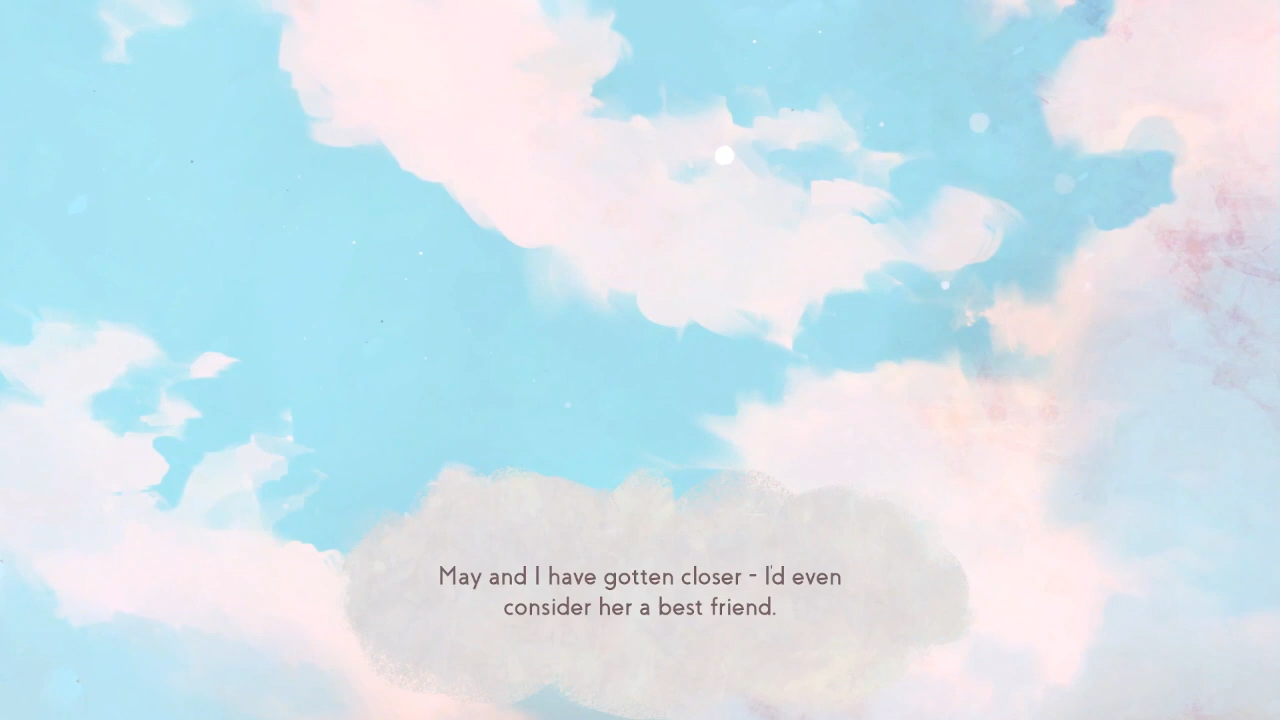 May and I have gotten closer - I'd even
consider her a best friend.